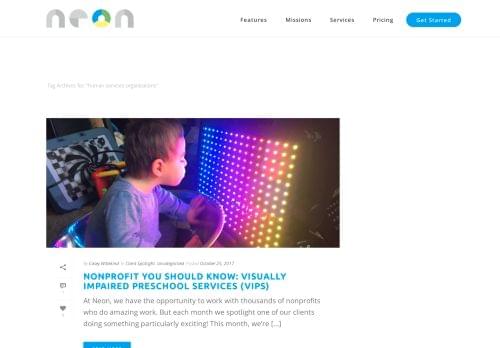 neon
Features Missions Services Pricing Get Started
Tag Archives for: "human services organizations"
by Casey Whitekind in Client Spotlight, Uncategorized Posted October 25, 2017
NONPROFIT YOU SHOULD KNOW: VISUALLY
IMPAIRED PRESCHOOL SERVICES (VIPS)
At Neon, we have the opportunity to work with thousands of nonprofits
who do amazing work. But each month we spotlight one of our clients
doing something particularly exciting! This month, we're [...]